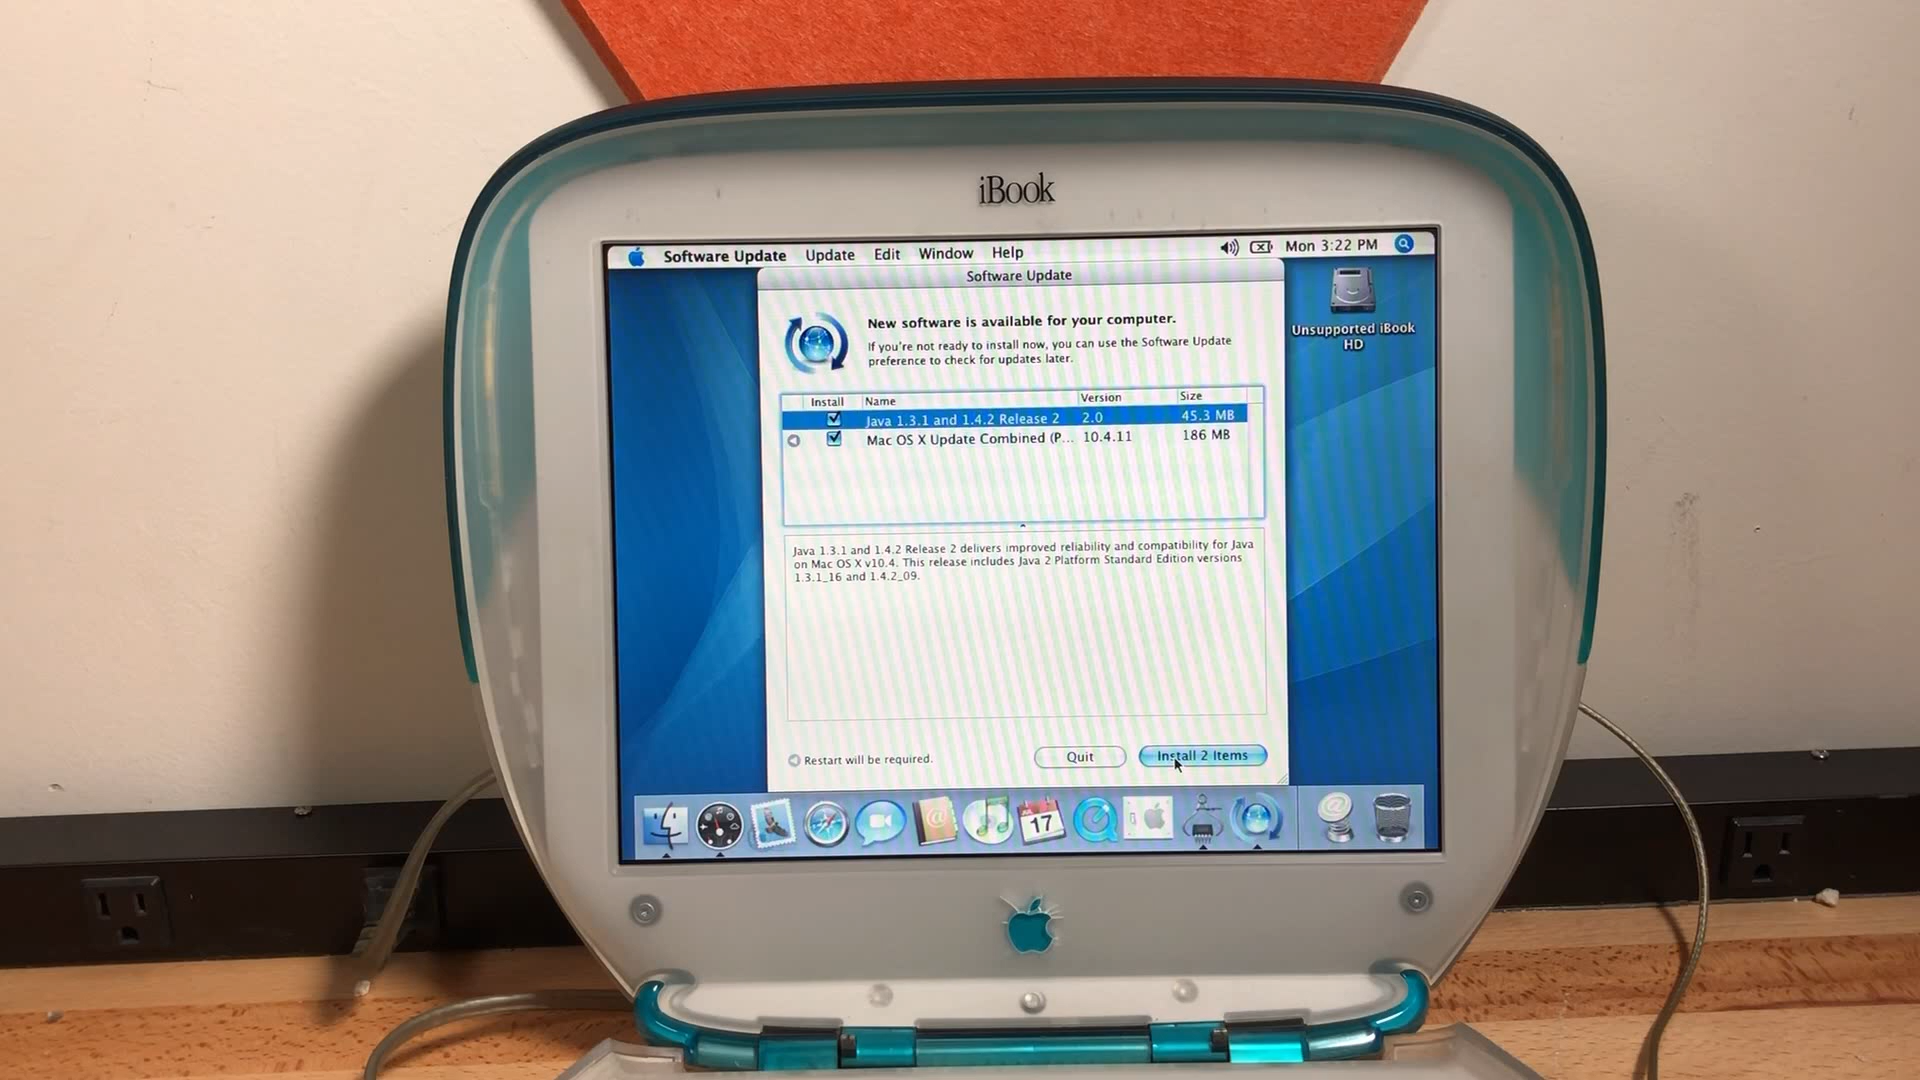 iBook
Software Update Update Edit Window Help Mon 3:22 PM
Software Update
New software is available for your computer.
If you're not ready to install now, you can use the Software Update
preference to check for updates later.
Unsupported iBook
HD
Install Name Version Size
Java 1.3.1 and 1.4.2 Release 2 2.0 45.3 MB
Mac OS X Update Combined (P... 10.4.11 186 MB
Java 1.3.1 and 1.4.2 Release 2 delivers improved reliability and compatibility for Java
on Mac OS X v10.4. This release includes Java 2 Platform Standard Edition versions
1.3.1_16 and 1.4.2_09.
Restart will be required. Quit Install 2 Items
17